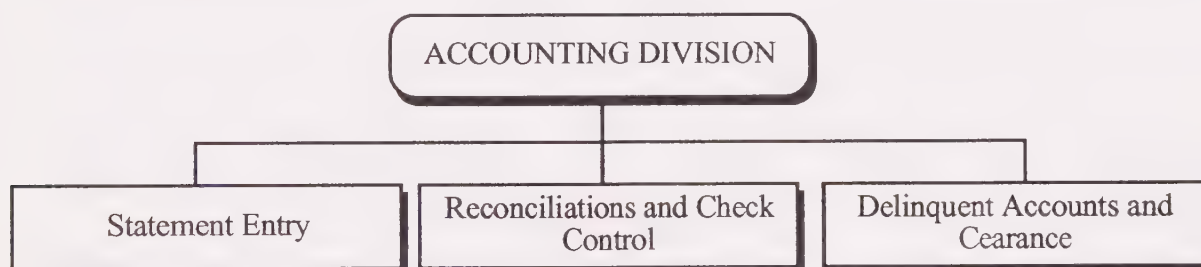 ACCOUNTING DIVISION
Statement Entry
Reconciliations and Check
Control
Delinquent Accounts and
Cearance